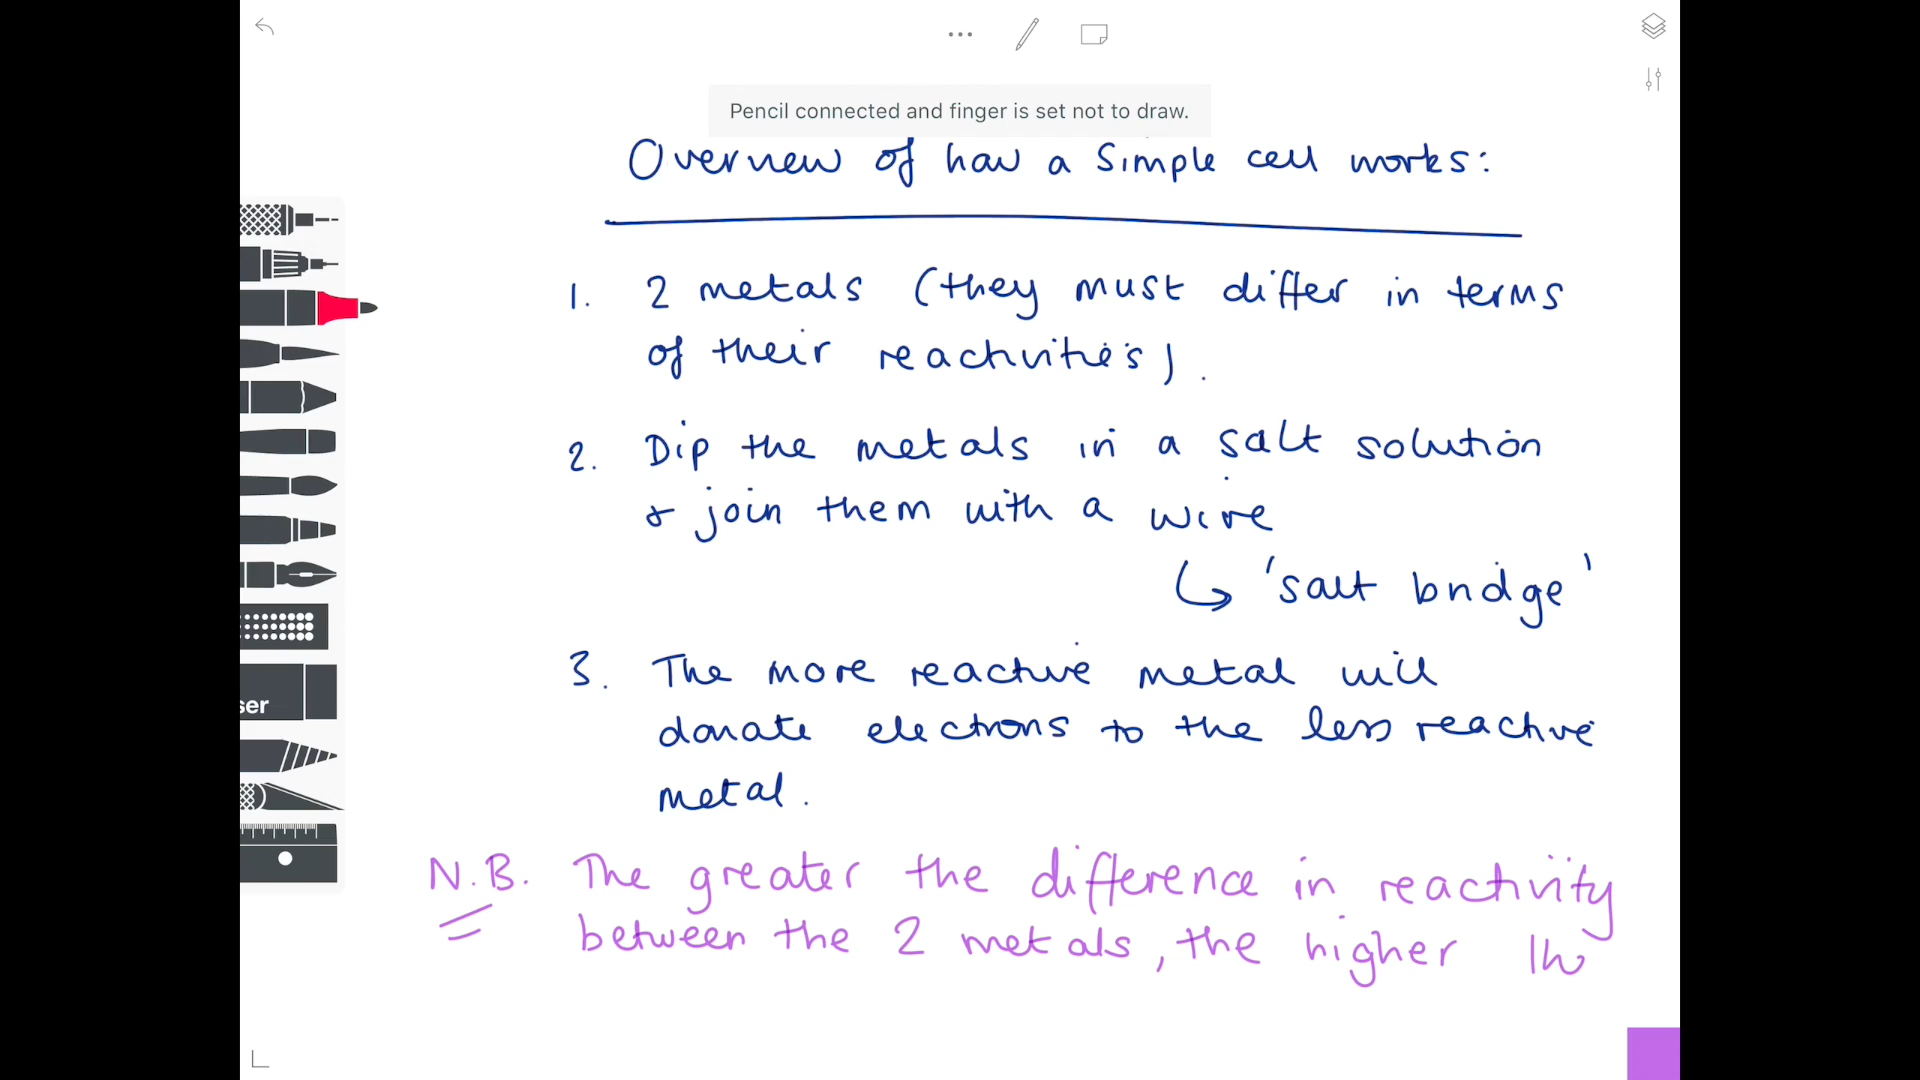 Pencil connected and finger is set not to draw.
Overview of how a simple cell works:
1. 2 metals (they must differ in terms
of their reactivities).
2. Dip the metals in a salt solution
& join them with a wire
↳ 'salt bridge'
3. The more reactive metal will
donate electrons to the less reactive
metal.
ser
N.B. The greater the difference in reactivity
between the 2 metals, the higher